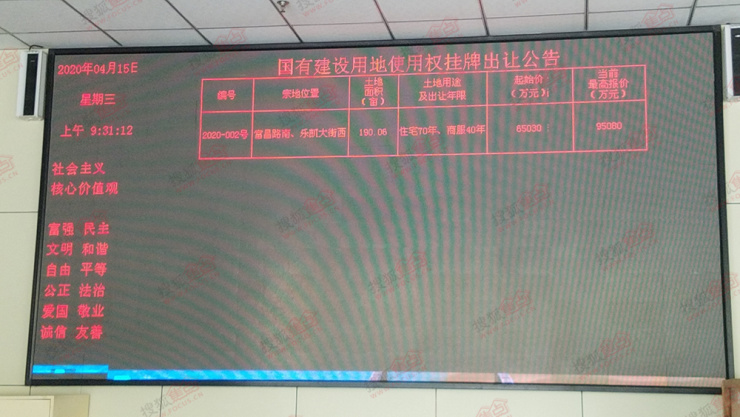 国有建设用地使用权挂牌出让公告
2020年04月15日
星期三
上午 9:31:12
社会主义
核心价值观
富强 民主
文明 和谐
自由 平等
公正 法治
爱国 敬业
诚信 友善
编号 宗地位置 土地面积(亩) 土地用途及出让年限 起始价(万元) 当前最高报价(万元)
2020-002号 富昌路南、乐凯大街西 190.06 住宅70年、商服40年 65030 95080